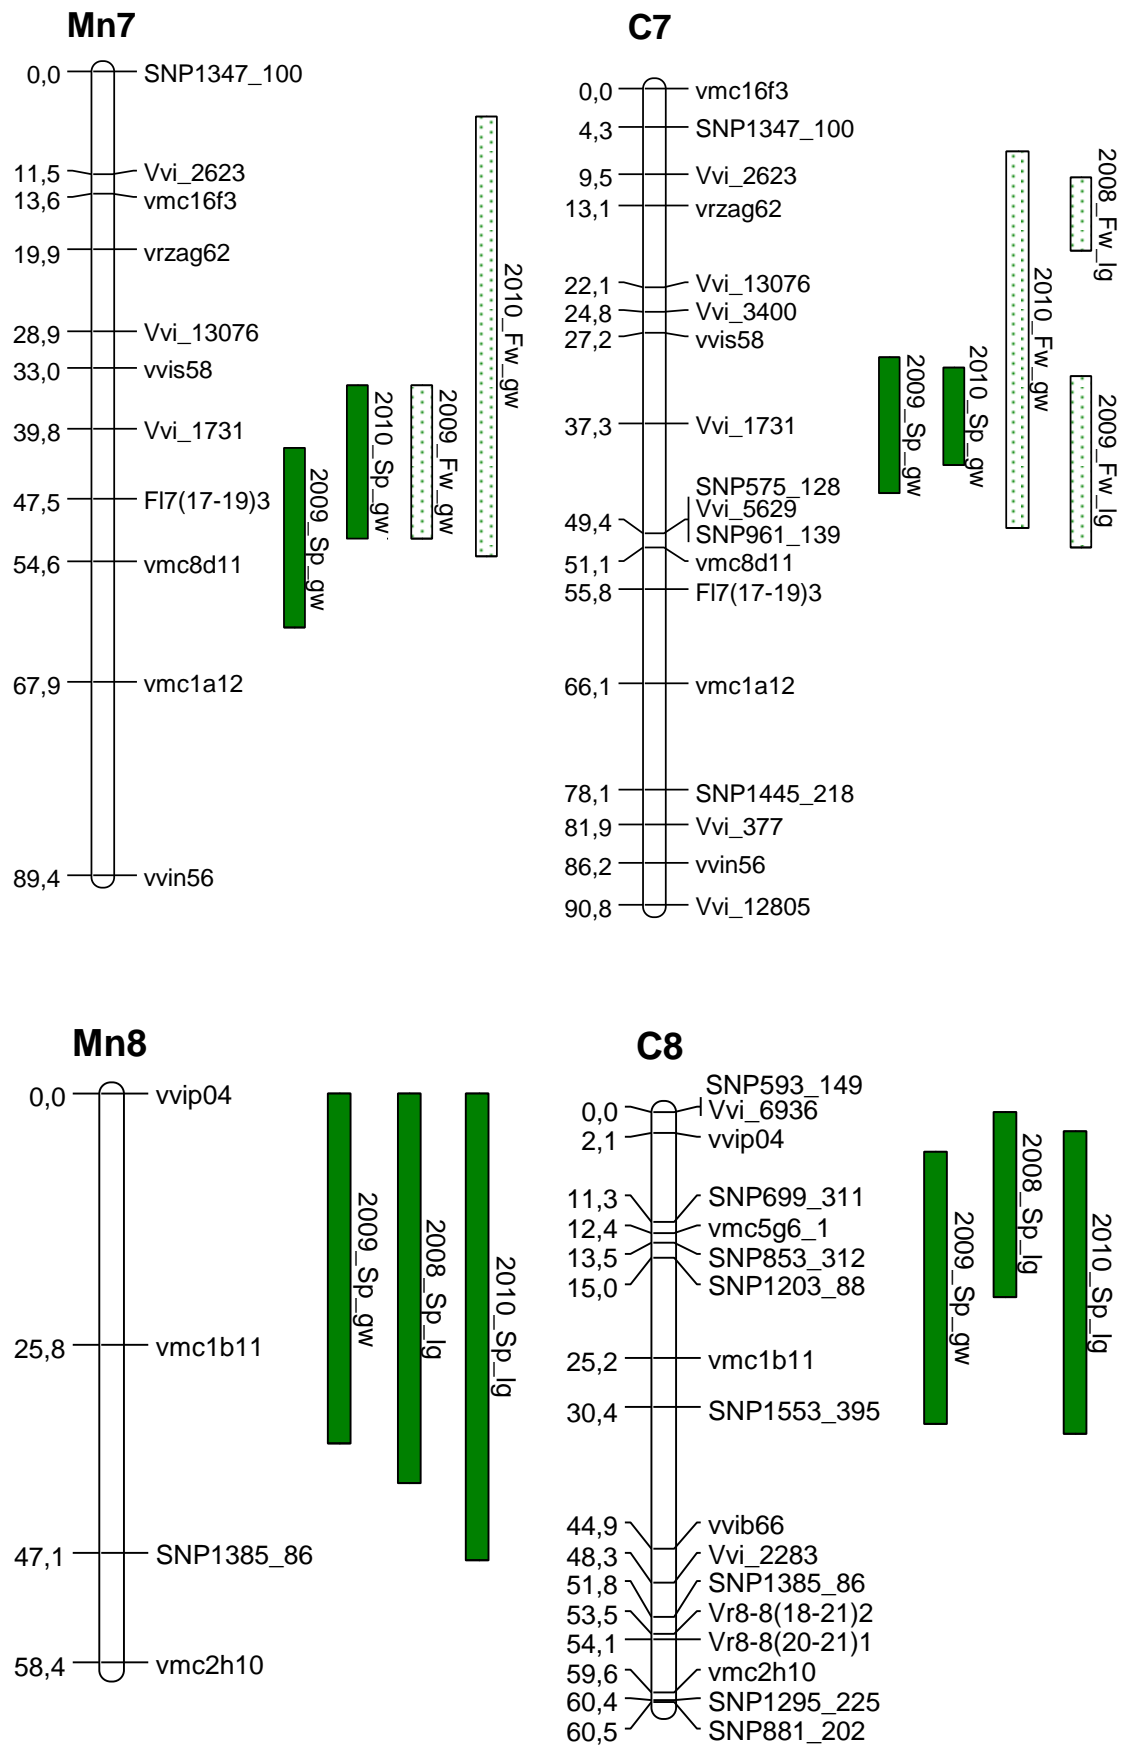 Mn7
0,0 SNP1347_100
11,5 Vvi_2623
13,6 vmc16f3
19,9 vrzag62
28,9 Vvi_13076
33,0 vvis58
39,8 Vvi_1731
47,5 Fl7(17-19)3
54,6 vmc8d11
67,9 vmc1a12
89,4 vvin56
2009_Sp_gw
2010_Sp_gw
2009_Fw_gw
2010_Fw_gw
C7
0,0 vmc16f3
4,3 SNP1347_100
9,5 Vvi_2623
13,1 vrzag62
22,1 Vvi_13076
24,8 Vvi_3400
27,2 vvis58
37,3 Vvi_1731
SNP575_128
Vvi_5629
49,4 SNP961_139
51,1 vmc8d11
55,8 Fl7(17-19)3
66,1 vmc1a12
78,1 SNP1445_218
81,9 Vvi_377
86,2 vvin56
90,8 Vvi_12805
2009_Sp_gw
2010_Sp_gw
2010_Fw_gw
2008_Fw_lg
2009_Fw_lg
Mn8
0,0 vvip04
25,8 vmc1b11
47,1 SNP1385_86
58,4 vmc2h10
2009_Sp_gw
2008_Sp_lg
2010_Sp_lg
C8
SNP593_149
0,0 Vvi_6936
2,1 vvip04
11,3 SNP699_311
12,4 vmc5g6_1
13,5 SNP853_312
15,0 SNP1203_88
25,2 vmc1b11
30,4 SNP1553_395
44,9 vvib66
48,3 Vvi_2283
51,8 SNP1385_86
53,5 Vr8-8(18-21)2
54,1 Vr8-8(20-21)1
59,6 vmc2h10
60,4 SNP1295_225
60,5 SNP881_202
2009_Sp_gw
2008_Sp_lg
2010_Sp_lg